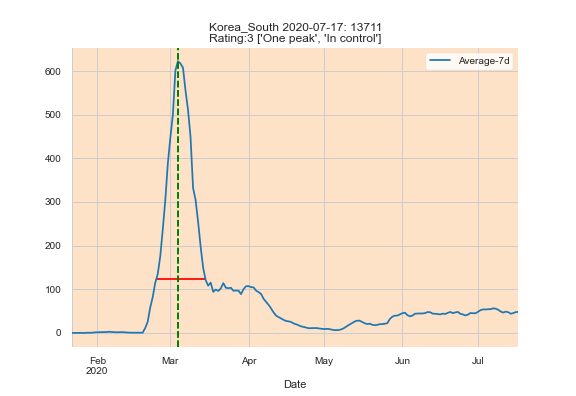 Korea_South 2020-07-17: 13711
Rating:3 ['One peak', 'In control']
Average-7d
600
500
400
300
200
100
0
Feb Mar Apr May Jun Jul
2020
Date